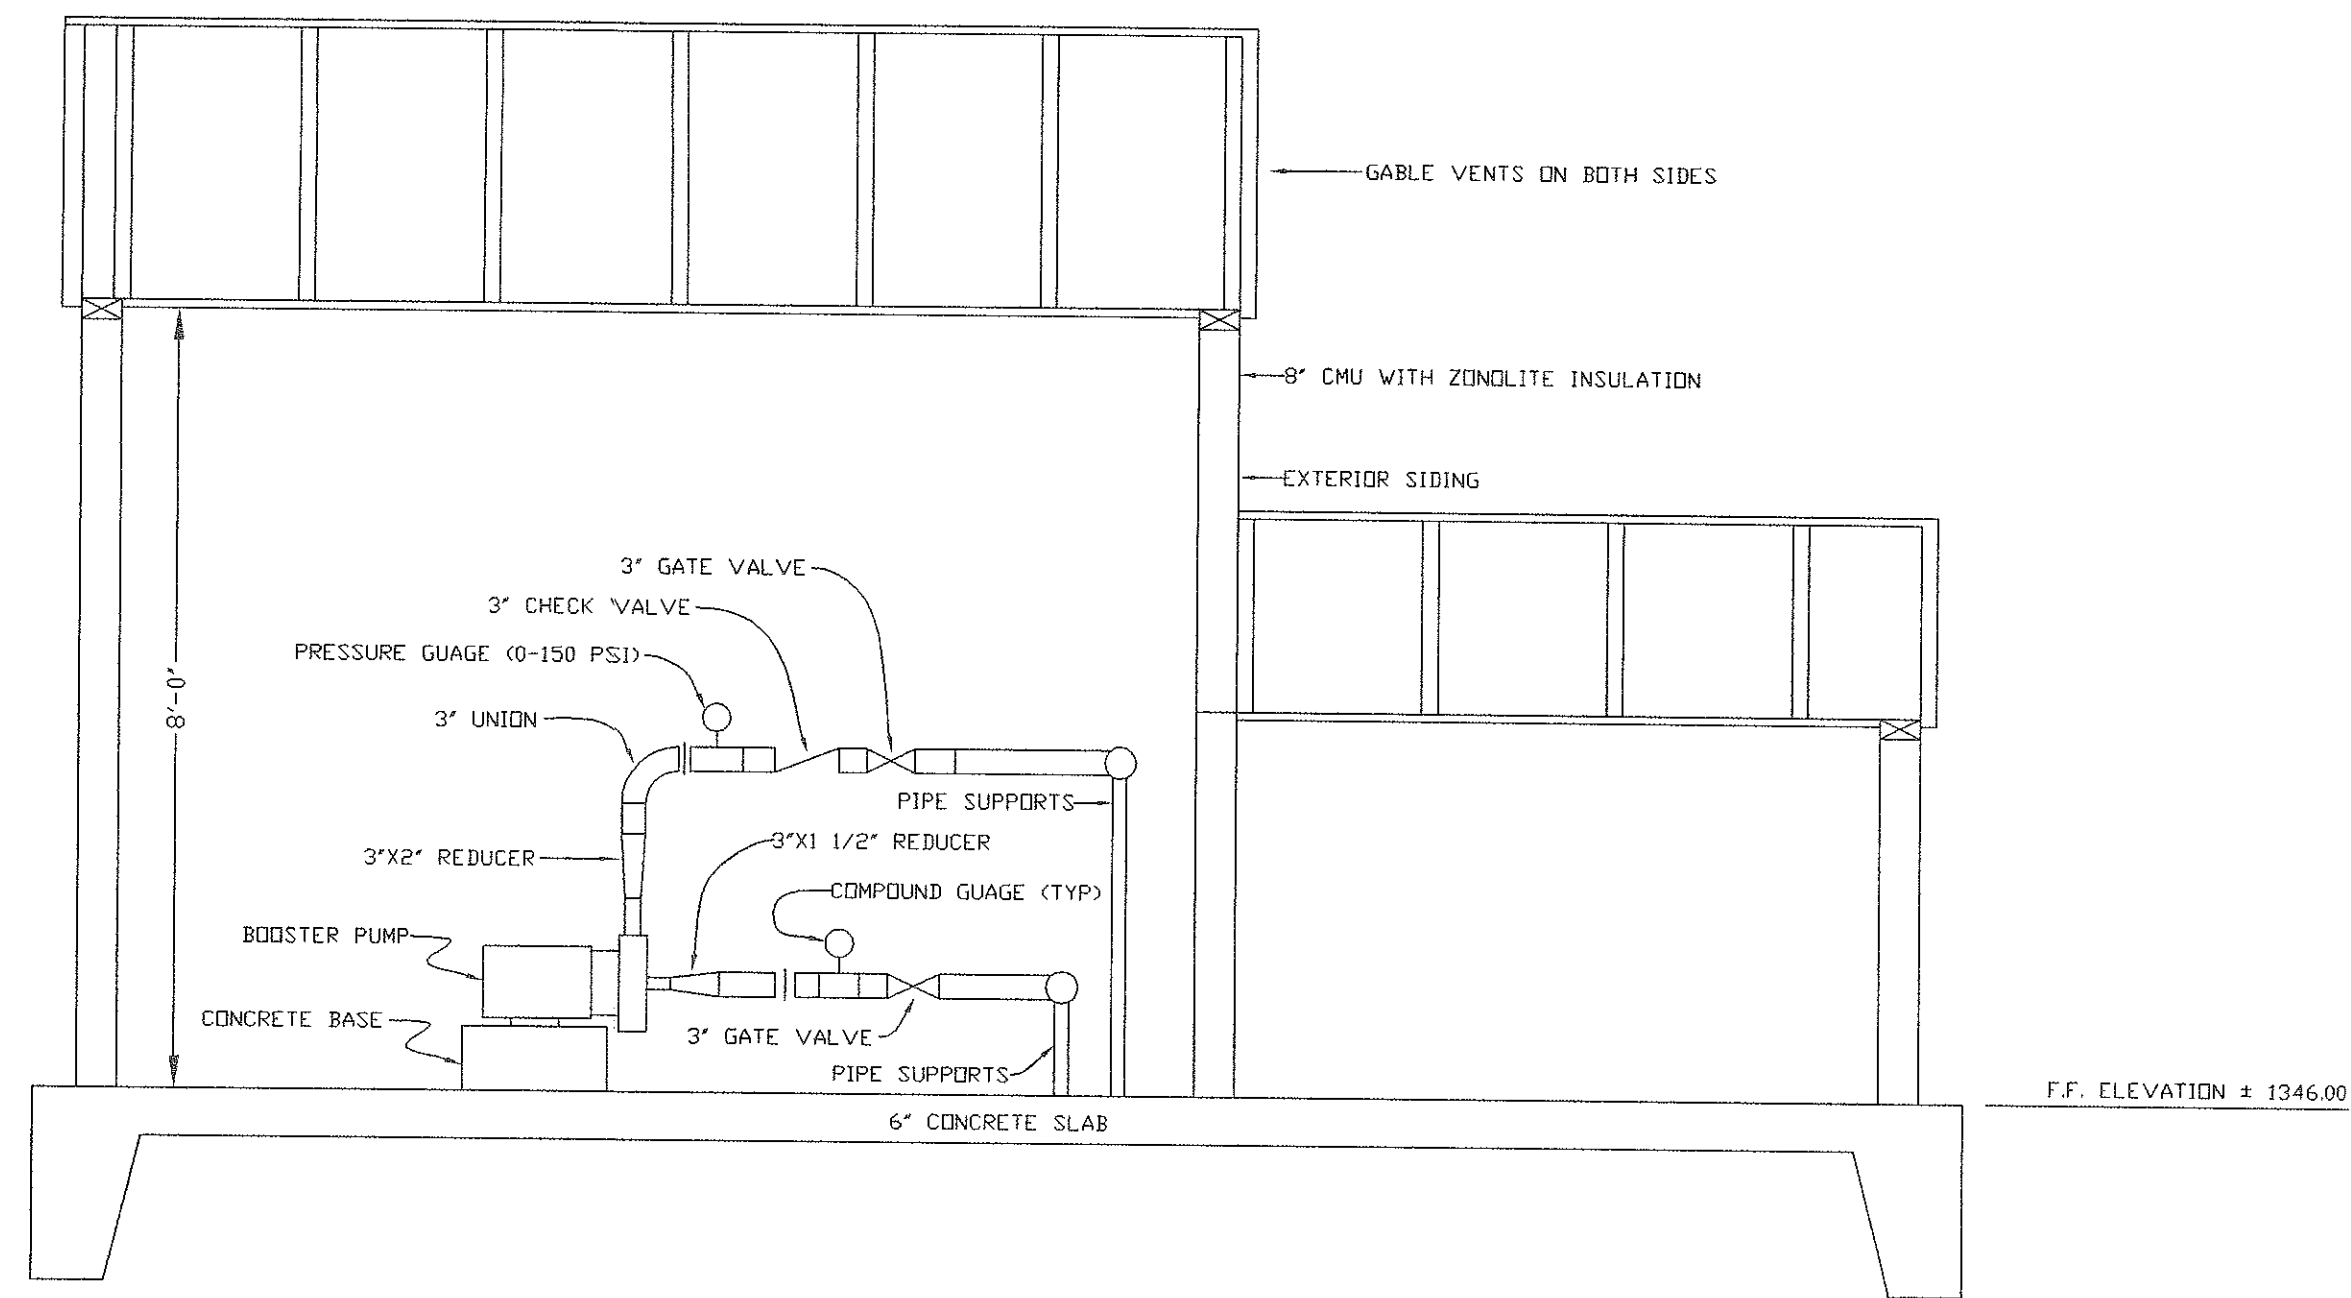 GABLE VENTS ON BOTH SIDES
8" CMU WITH ZONOLITE INSULATION
EXTERIOR SIDING
3" GATE VALVE
3" CHECK VALVE
PRESSURE GUAGE (0-150 PSI)
8'-0"
3" UNION
PIPE SUPPORTS
3"X1 1/2" REDUCER
3"X2" REDUCER
COMPOUND GUAGE (TYP)
BOOSTER PUMP
CONCRETE BASE
3" GATE VALVE
PIPE SUPPORTS
F.F. ELEVATION ± 1346.00
6" CONCRETE SLAB